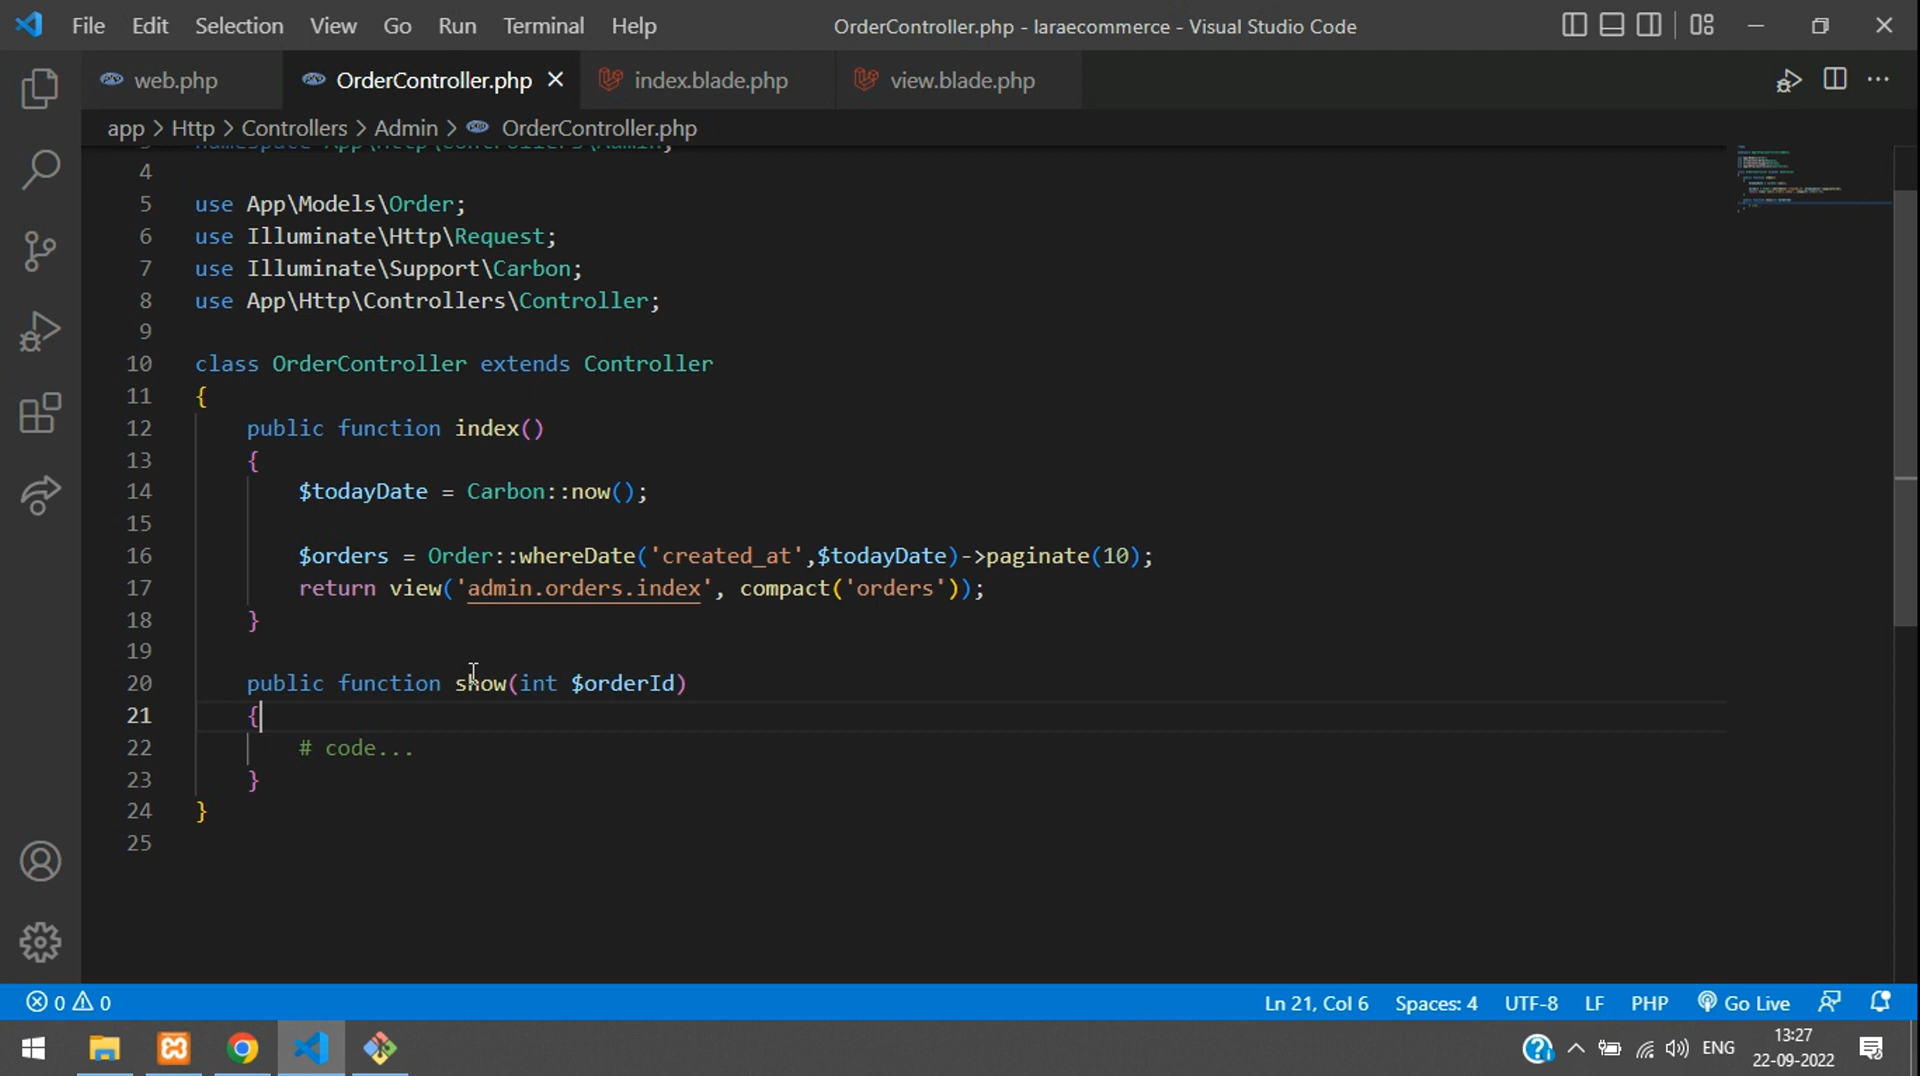 File Edit Selection View Go Run Terminal Help OrderController.php - laraecommerce - Visual Studio Code
web.php OrderController.php index.blade.php view.blade.php
app > Http > Controllers > Admin > OrderController.php
3 namespace App\Http\Controllers\Admin;
4
5 use App\Models\Order;
6 use Illuminate\Http\Request;
7 use Illuminate\Support\Carbon;
8 use App\Http\Controllers\Controller;
9
10 class OrderController extends Controller
11 {
12 public function index()
13 {
14 $todayDate = Carbon::now();
15
16 $orders = Order::whereDate('created_at',$todayDate)->paginate(10);
17 return view('admin.orders.index', compact('orders'));
18 }
19
20 public function show(int $orderId)
21 {
22 # code...
23 }
24 }
25
0 0 Ln 21, Col 6 Spaces: 4 UTF-8 LF PHP Go Live
ENG 13:27
22-09-2022